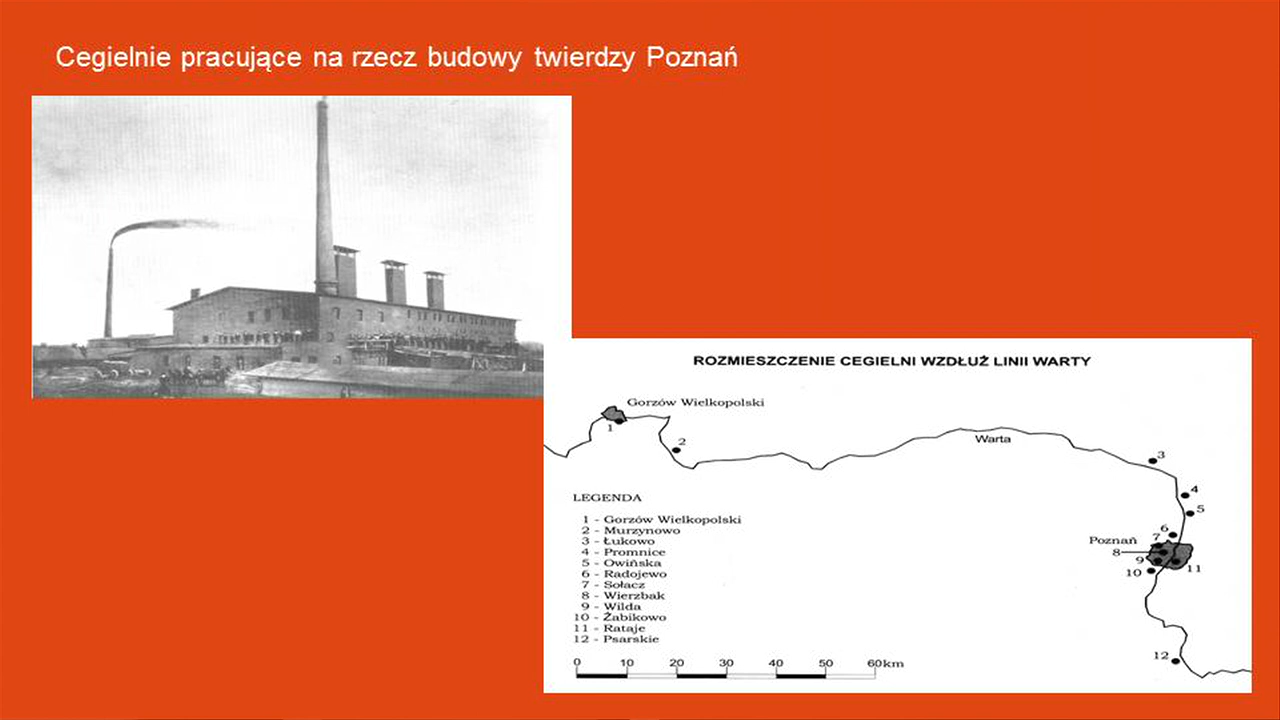 Cegielnie pracujące na rzecz budowy twierdzy Poznań
ROZMIESZCZENIE CEGIELNI WZDŁUŻ LINII WARTY
Gorzów Wielkopolski
1
2
Warta
3
4
5
6
7
Poznań
8
9
10
11
12
LEGENDA
1 - Gorzów Wielkopolski
2 - Murzynowo
3 - Łukowo
4 - Promnice
5 - Owińska
6 - Radojewo
7 - Sołacz
8 - Wierzbak
9 - Wilda
10 - Żabikowo
11 - Rataje
12 - Psarskie
0 10 20 30 40 50 60km